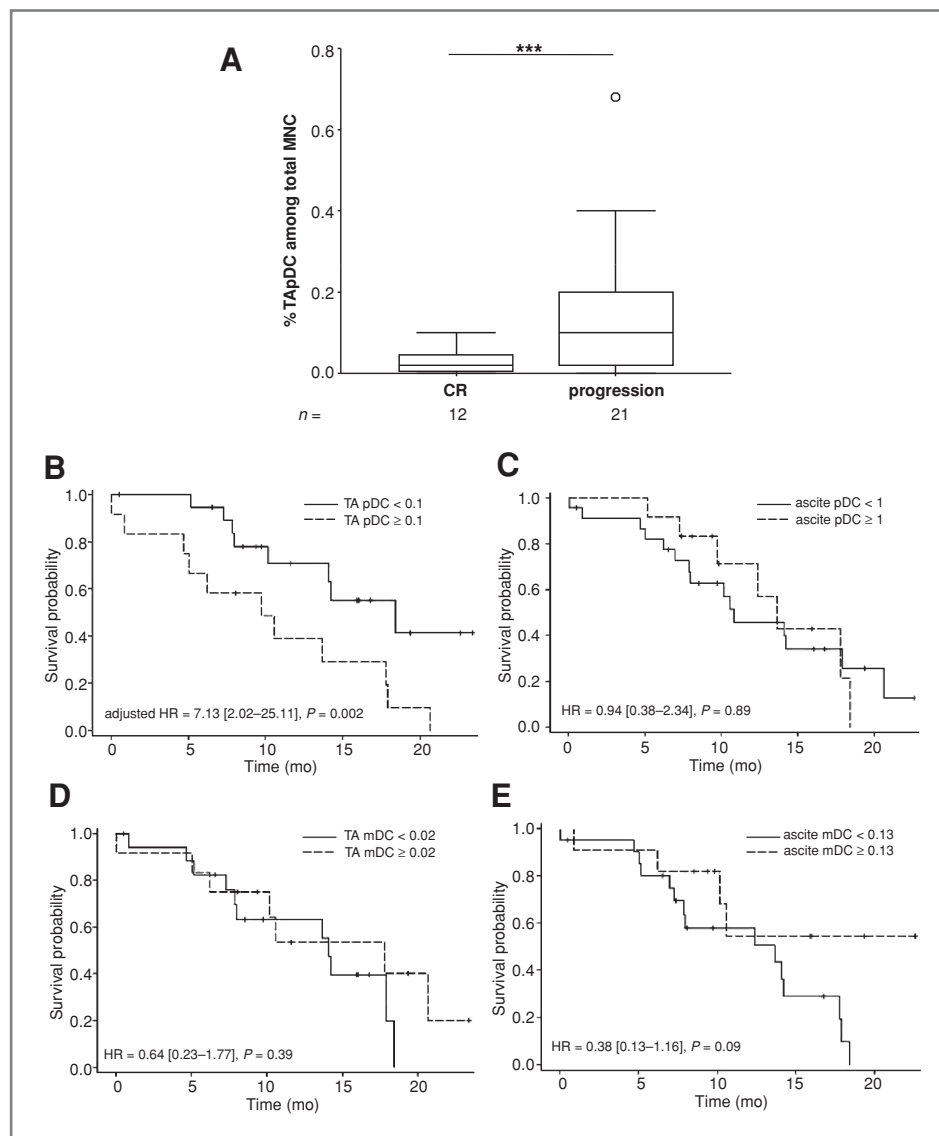 A
***
% TApDC among total MNC
0.8
0.6
0.4
0.2
0.0
CR
progression
n =
12
21
B
Survival probability
1.0
0.8
0.6
0.4
0.2
0.0
TA pDC < 0.1
TA pDC ≥ 0.1
adjusted HR = 7.13 [2.02–25.11], P = 0.002
0 5 10 15 20
Time (mo)
C
Survival probability
1.0
0.8
0.6
0.4
0.2
0.0
ascite pDC < 1
ascite pDC ≥ 1
HR = 0.94 [0.38–2.34), P = 0.89
0 5 10 15 20
Time (mo)
D
Survival probability
1.0
0.8
0.6
0.4
0.2
0.0
TA mDC < 0.02
TA mDC ≥ 0.02
HR = 0.64 [0.23–1.77], P = 0.39
0 5 10 15 20
Time (mo)
E
Survival probability
1.0
0.8
0.6
0.4
0.2
0.0
ascite mDC < 0.13
ascite mDC ≥ 0.13
HR = 0.38 [0.13–1.16], P = 0.09
0 5 10 15 20
Time (mo)